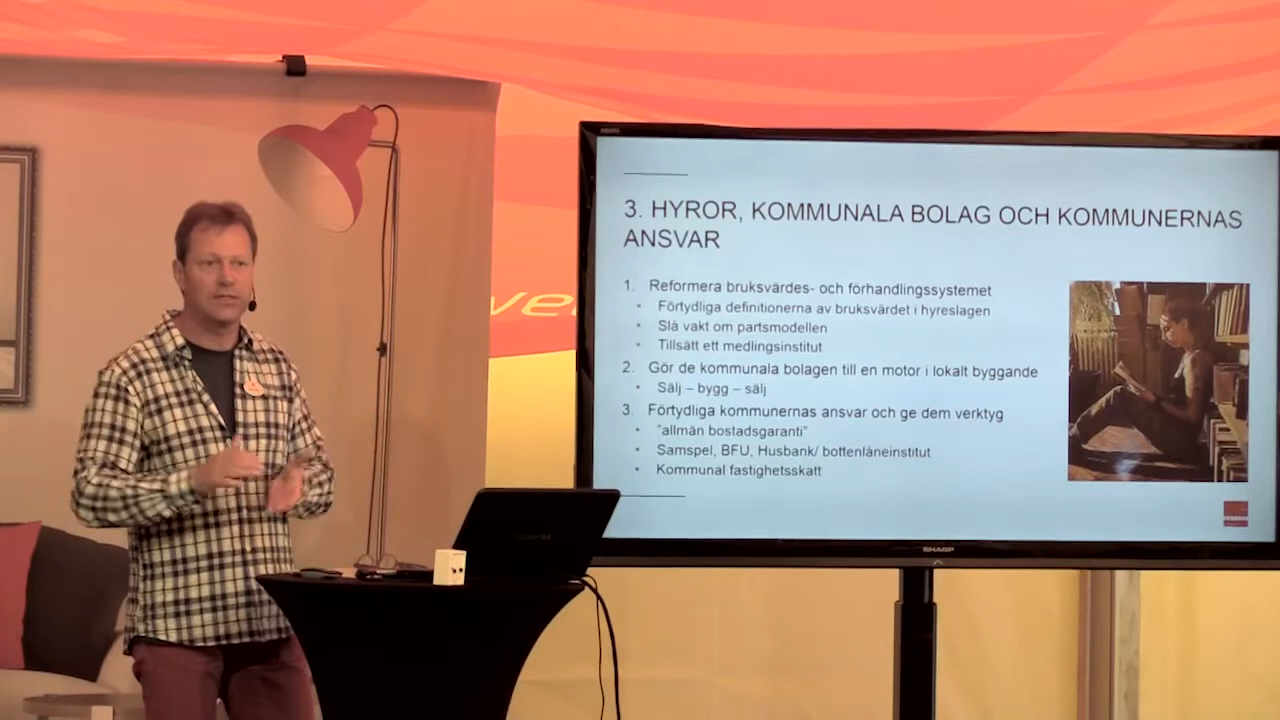 3. HYROR, KOMMUNALA BOLAG OCH KOMMUNERNAS
ANSVAR
1. Reformera bruksvärdes- och förhandlingssystemet
• Förtydliga definitionerna av bruksvärdet i hyreslagen
• Slå vakt om partsmodellen
• Tillsätt ett medlingsinstitut
2. Gör de kommunala bolagen till en motor i lokalt byggande
• Sälj – bygg – sälj
3. Förtydliga kommunernas ansvar och ge dem verktyg
• "allmän bostadsgaranti"
• Samspel, BFU, Husbank/ bottenlåneinstitut
• Kommunal fastighetsskatt
SHARP